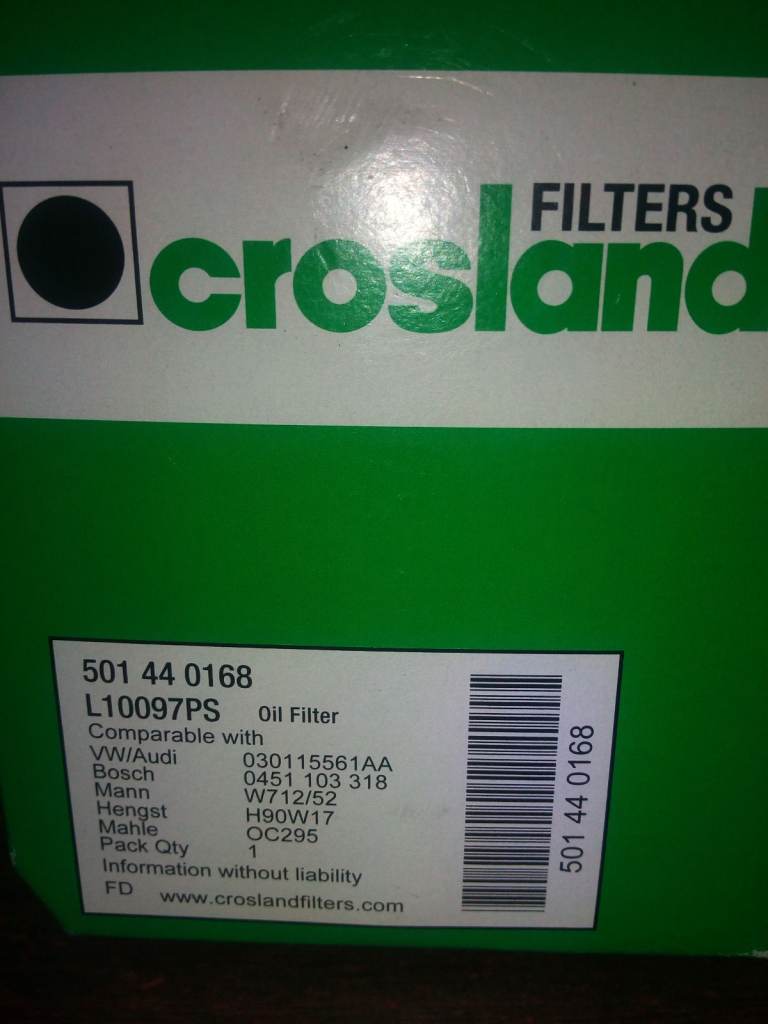 FILTERS
crosland
501 44 0168
L10097PS Oil Filter
Comparable with
VW/Audi 030115561AA
Bosch 0451 103 318
Mann W712/52
Hengst H90W17
Mahle OC295
Pack Qty 1
Information without liability
FD www.croslandfilters.com
501 44 0168